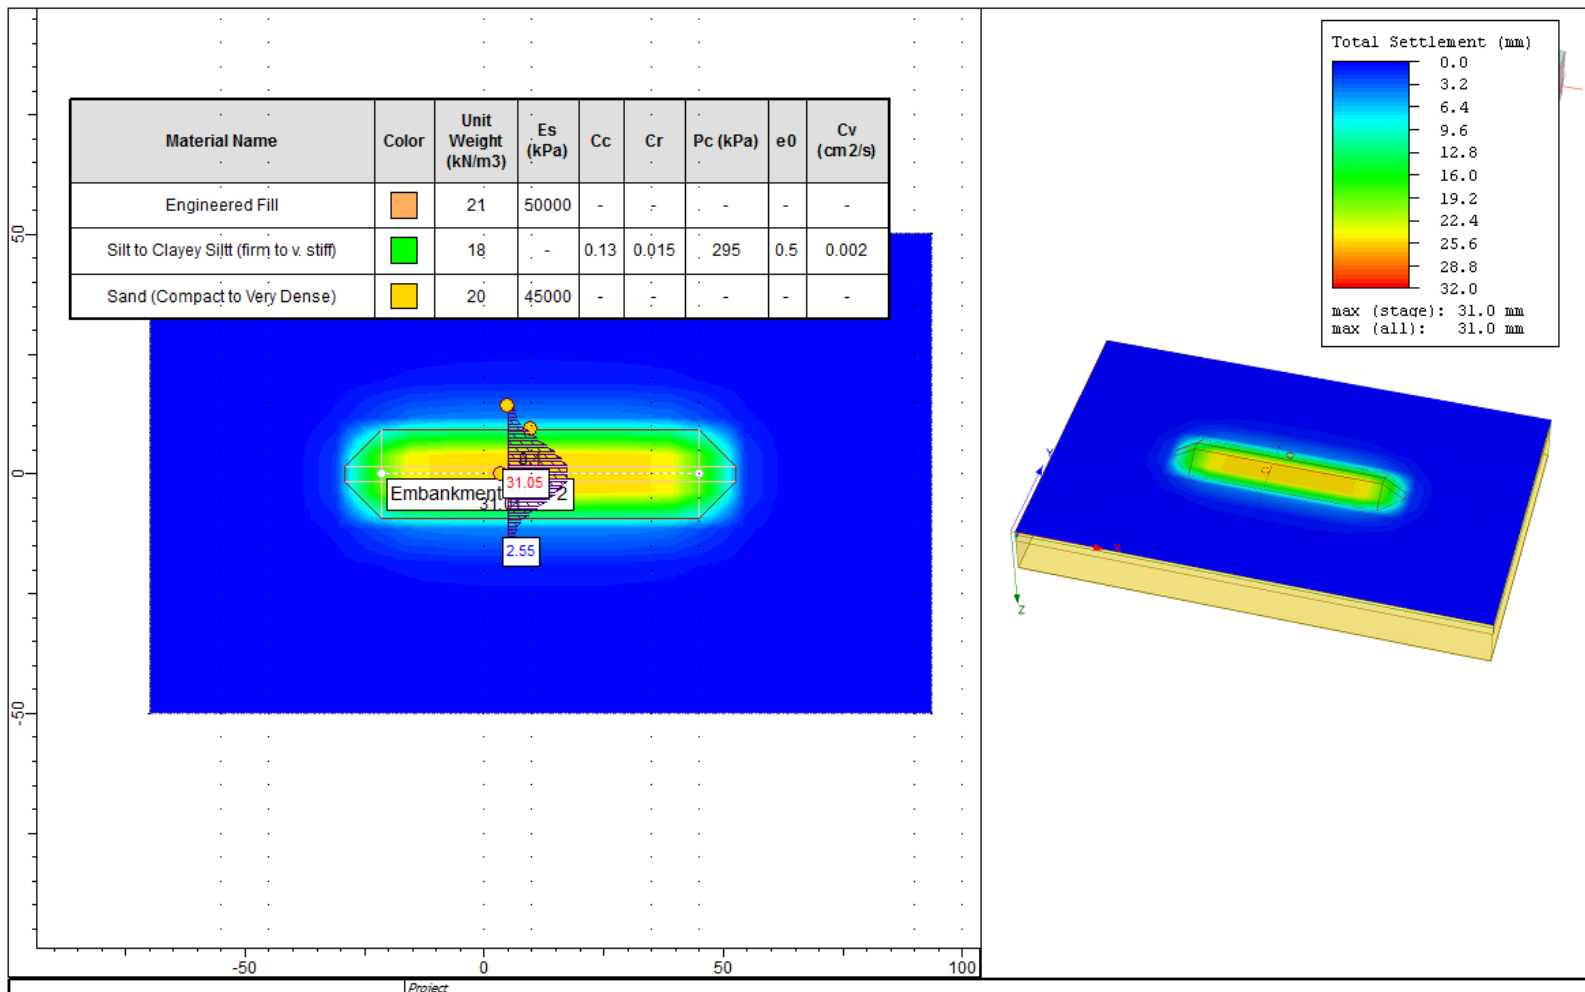 Material Name Color Unit Weight (kN/m3) Es (kPa) Cc Cr Pc (kPa) e0 Cv (cm2/s)
Engineered Fill 21 50000 - - - - -
Silt to Clayey Siltt (firm to v. stiff) 18 - 0.13 0.015 295 0.5 0.002
Sand (Compact to Very Dense) 20 45000 - - - - -
50
0
-50
31.05
Embankment 2
2.55
-50 0 50 100
Total Settlement (mm)
0.0
3.2
6.4
9.6
12.8
16.0
19.2
22.4
25.6
28.8
32.0
max (stage): 31.0 mm
max (all): 31.0 mm
Y
X
Z
Project